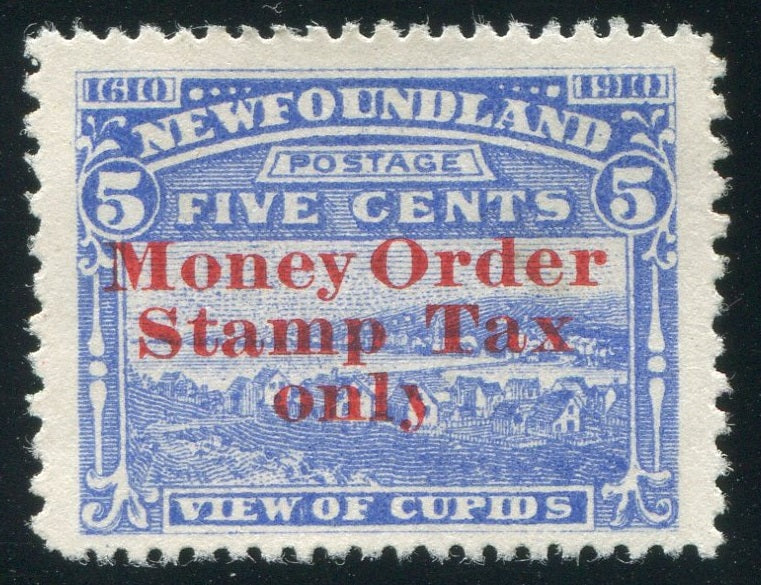 1610 1910
NEWFOUNDLAND
POSTAGE
5 FIVE CENTS 5
Money Order
Stamp Tax
only
VIEW OF CUPIDS